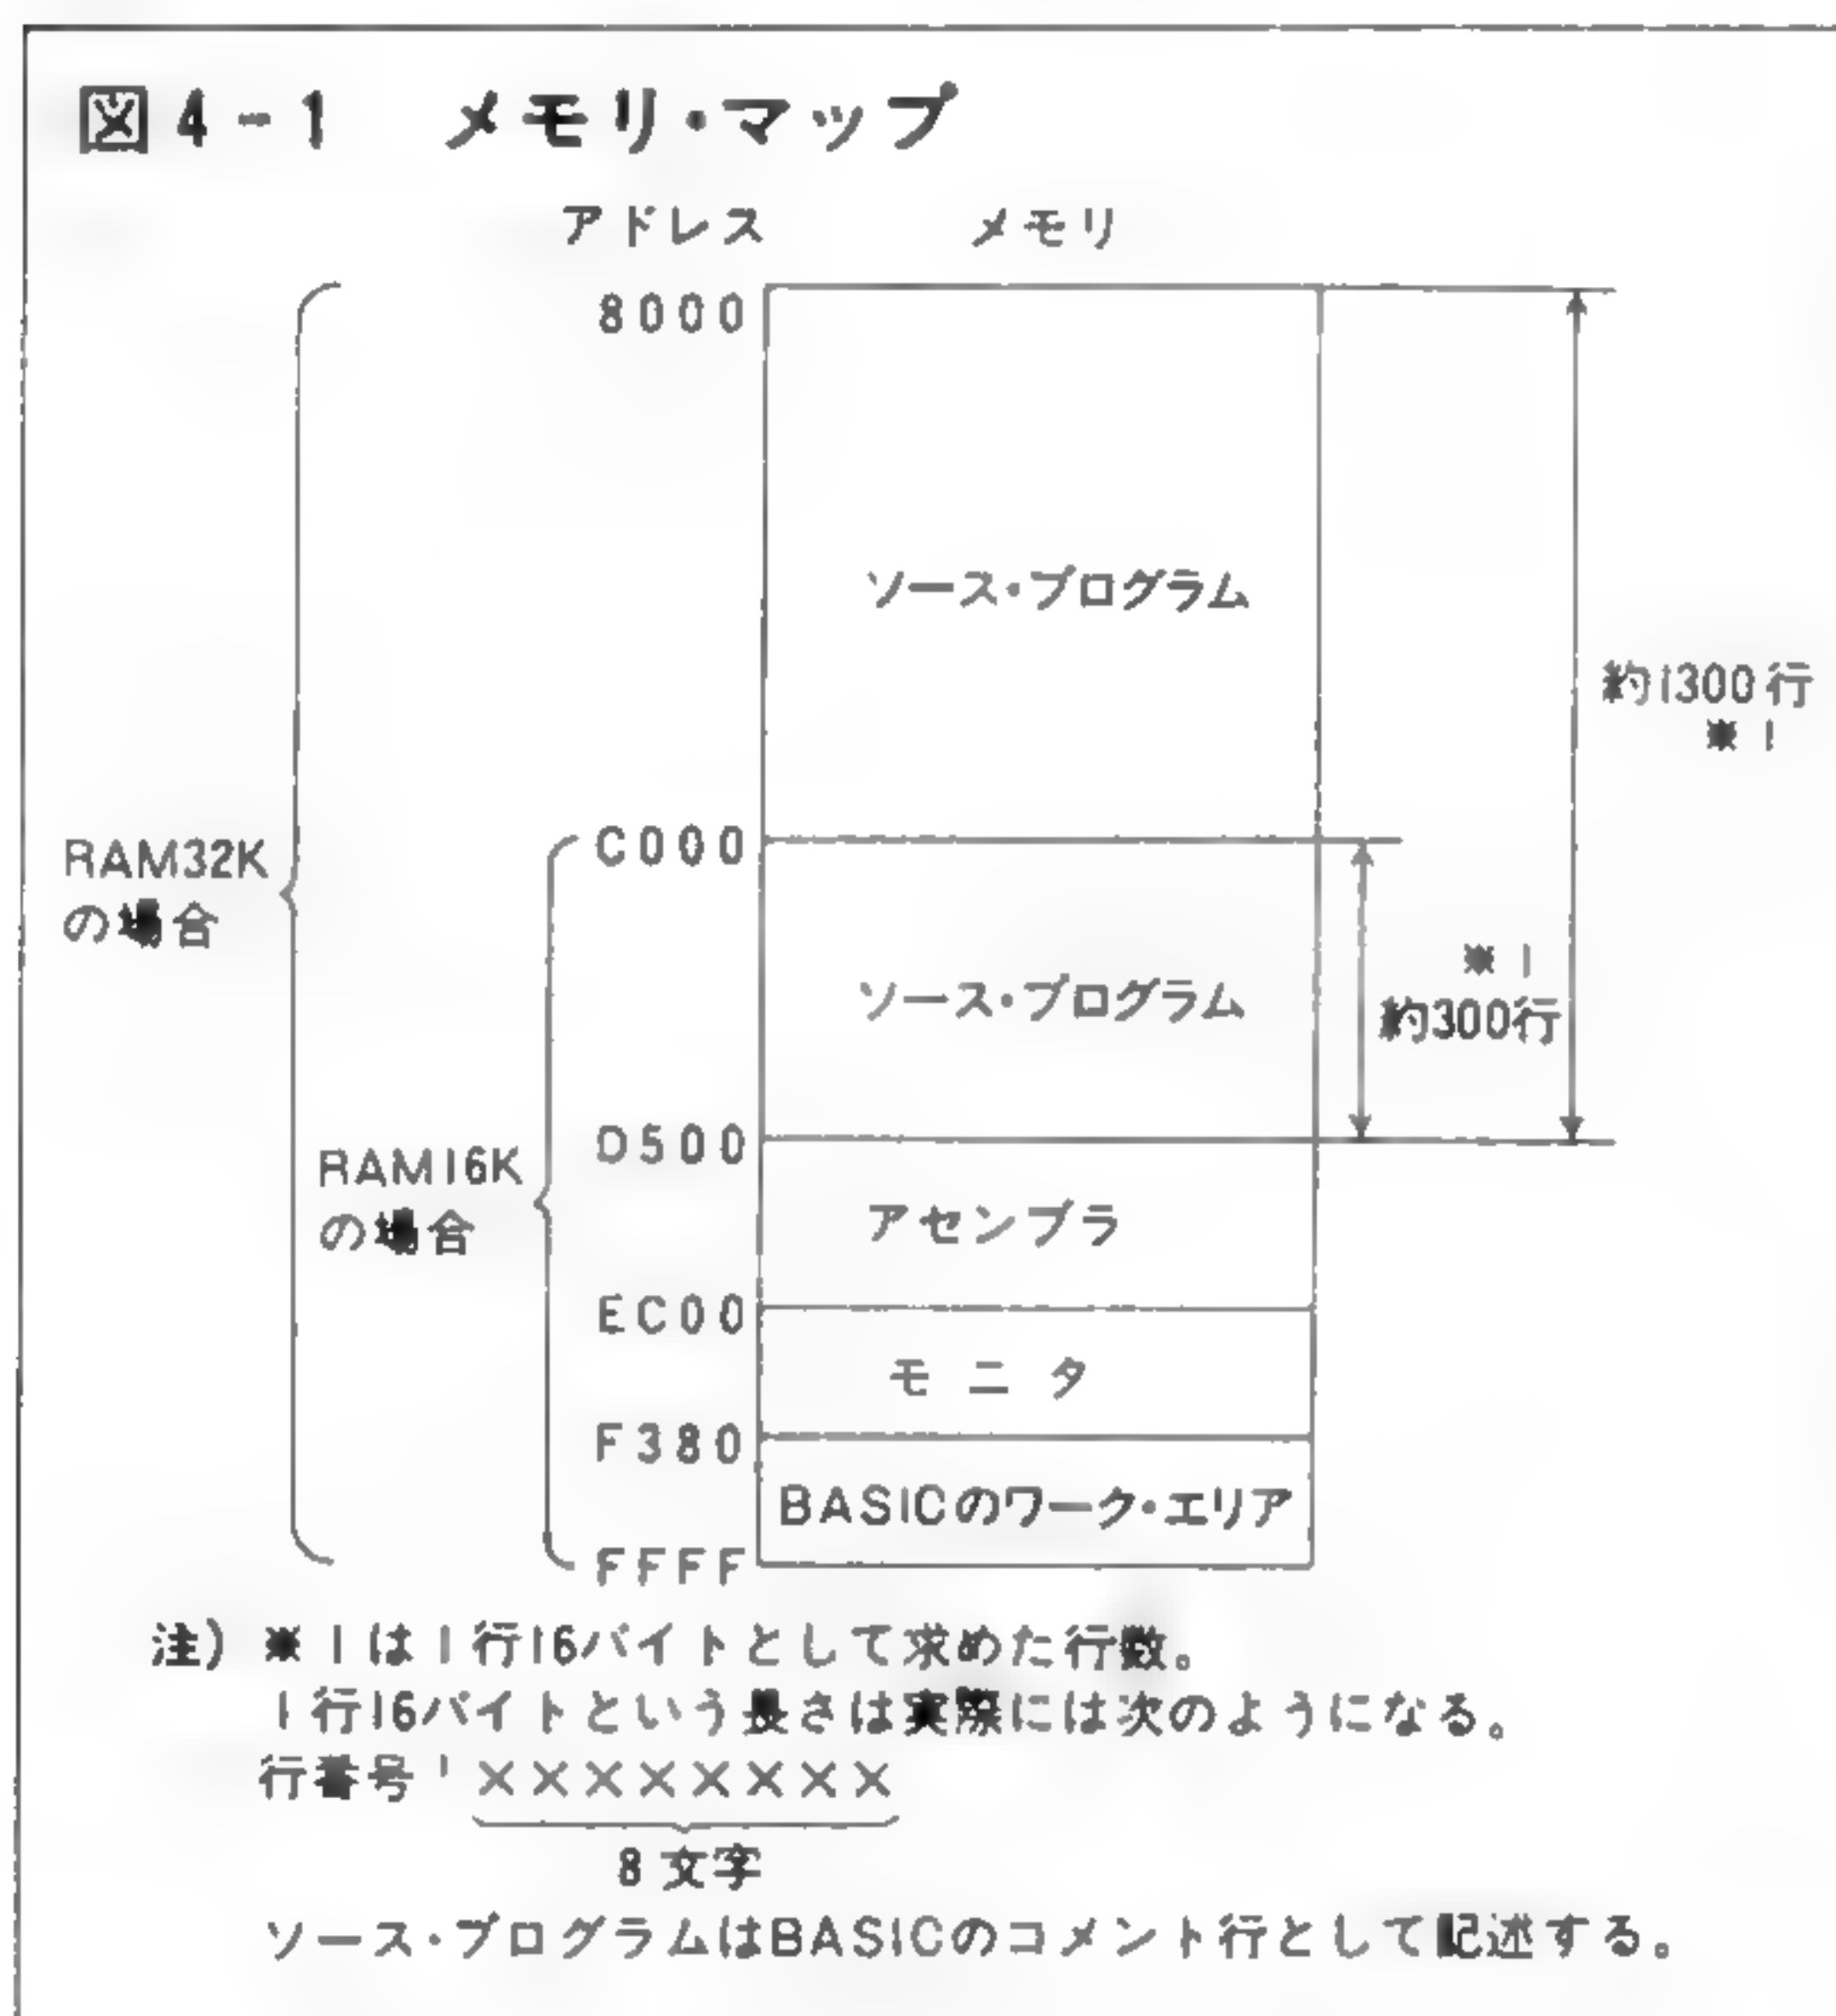 図4-1 メモリ・マップ
アドレス メモリ
8000
ソース・プログラム
約1300行
※1
C000
RAM32K
の場合
ソース・プログラム
※1
約300行
D500
RAM16K
の場合
アセンブラ
EC00
モニタ
F380
BASICのワーク・エリア
FFFF
注) ※1は1行16バイトとして求めた行数。
1行16バイトという長さは実際には次のようになる。
行番号 ' ××××××××
8文字
ソース・プログラムはBASICのコメント行として記述する。